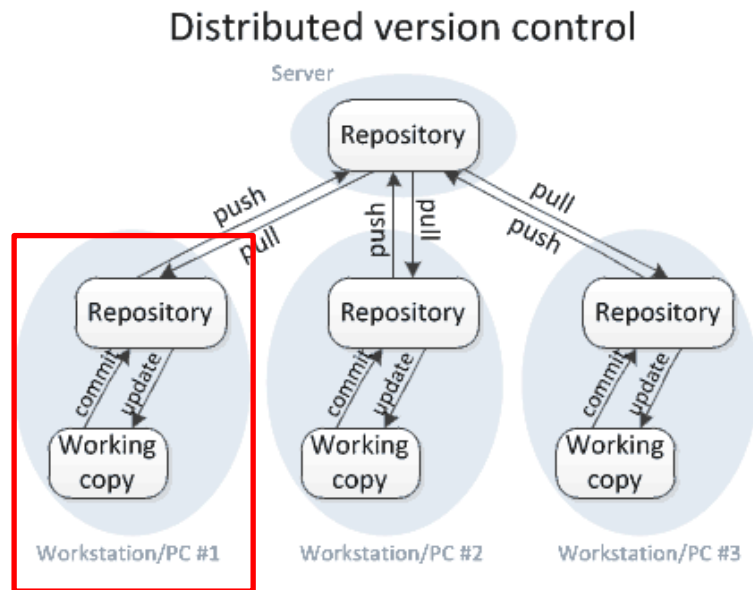 Distributed version control
Server
Repository
push
pull
push
pull
pull
push
Repository
Repository
Repository
commit
update
commit
update
commit
update
Working
copy
Working
copy
Working
copy
Workstation/PC #1
Workstation/PC #2
Workstation/PC #3